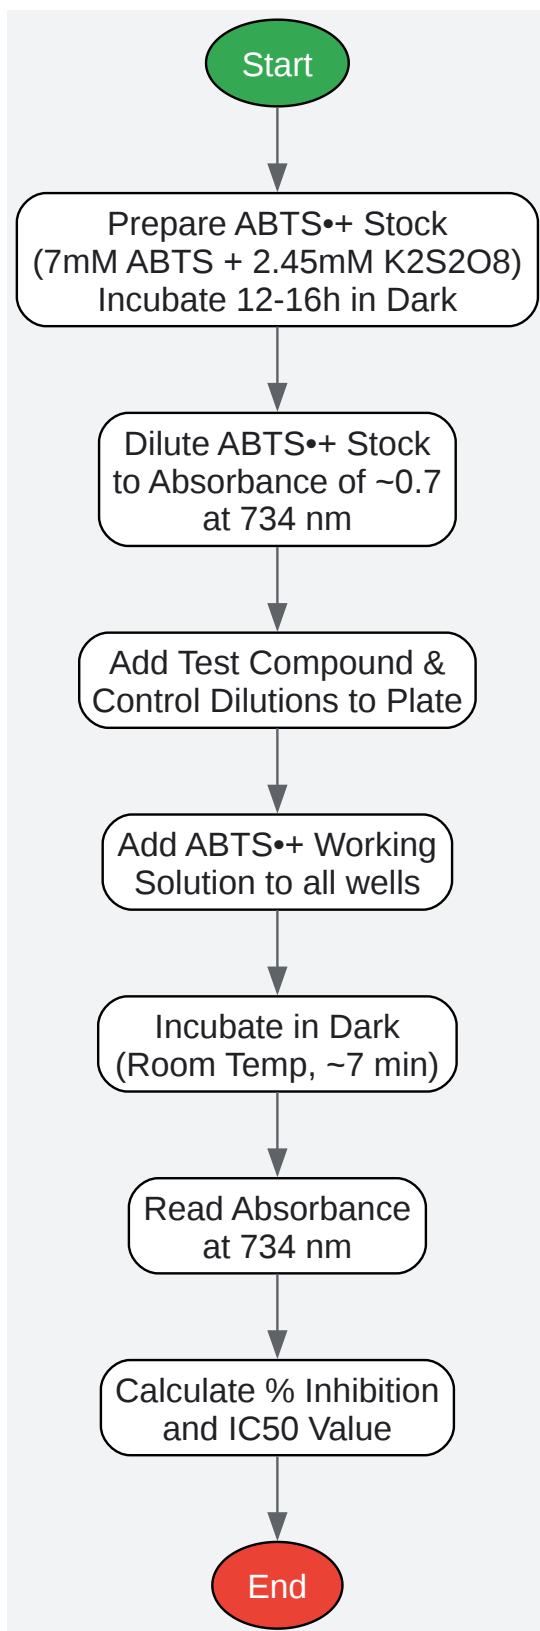 Start
Prepare ABTS•+ Stock
(7mM ABTS + 2.45mM K2S2O8)
Incubate 12-16h in Dark
Dilute ABTS•+ Stock
to Absorbance of ~0.7
at 734 nm
Add Test Compound &
Control Dilutions to Plate
Add ABTS•+ Working
Solution to all wells
Incubate in Dark
(Room Temp, ~7 min)
Read Absorbance
at 734 nm
Calculate % Inhibition
and IC50 Value
End